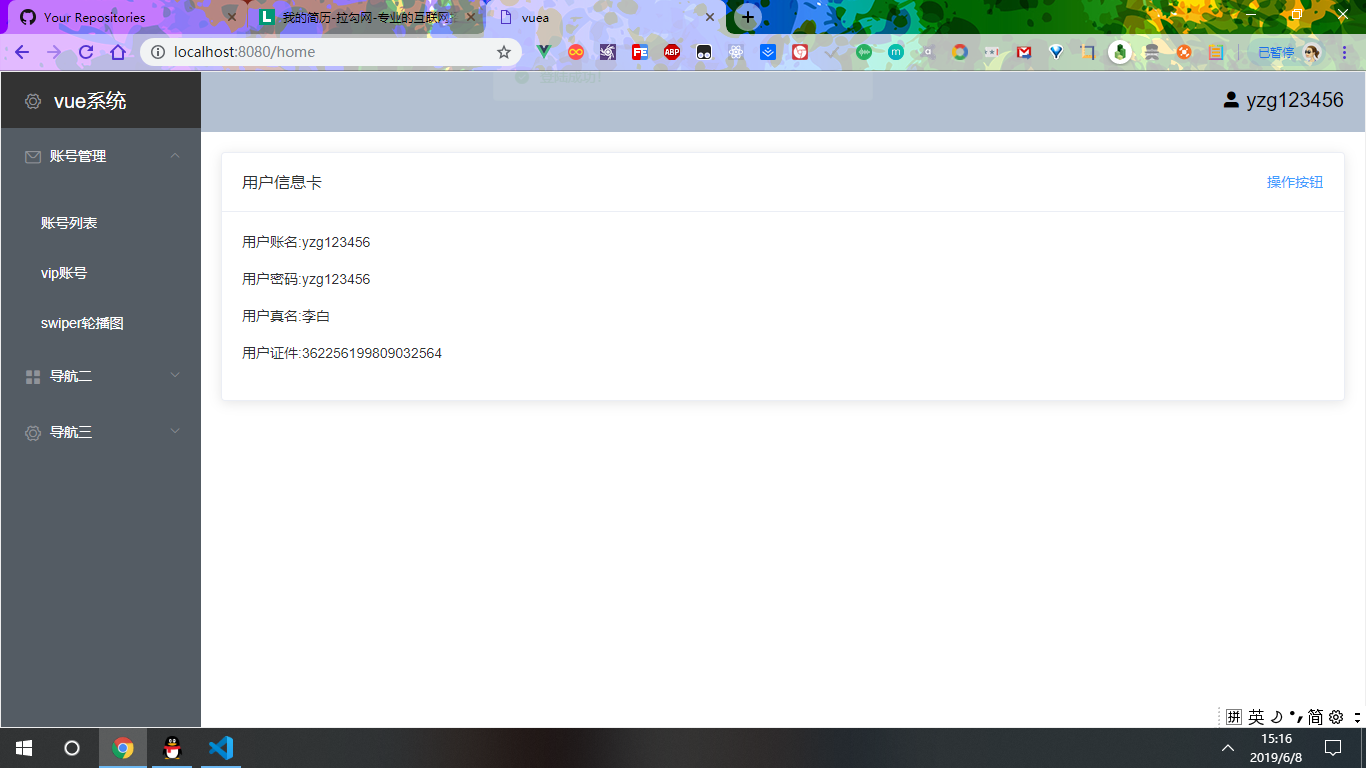 Your Repositories
我的简历-拉勾网-专业的互联网
vuea
localhost:8080/home
已暂停
登陆成功！
vue系统
yzg123456
账号管理
账号列表
vip账号
swiper轮播图
导航二
导航三
用户信息卡
操作按钮
用户账名:yzg123456
用户密码:yzg123456
用户真名:李白
用户证件:362256199809032564
拼 英 简
15:16
2019/6/8